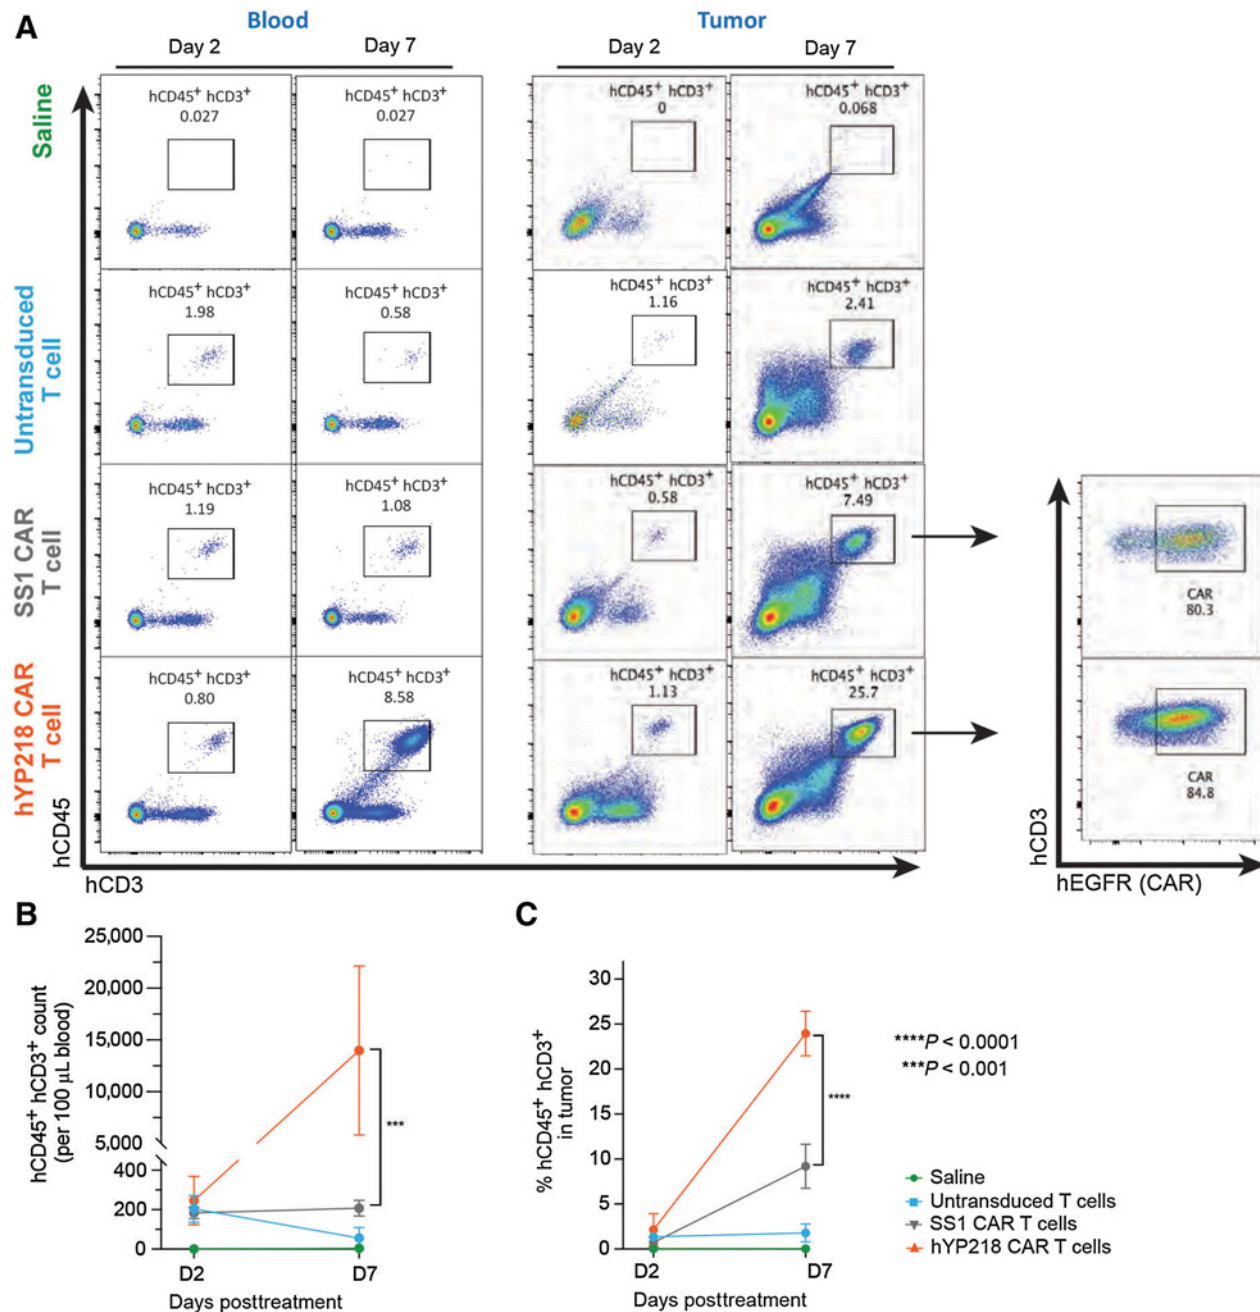 A
Blood
Tumor
Day 2
Day 7
Day 2
Day 7
Saline
hCD45+ hCD3+
0.027
hCD45+ hCD3+
0.027
hCD45+ hCD3+
0
hCD45+ hCD3+
0.068
Untransduced
T cell
hCD45+ hCD3+
1.98
hCD45+ hCD3+
0.58
hCD45+ hCD3+
1.16
hCD45+ hCD3+
2.41
SS1 CAR
T cell
hCD45+ hCD3+
1.19
hCD45+ hCD3+
1.08
hCD45+ hCD3+
0.58
hCD45+ hCD3+
7.49
CAR
80.3
hYP218 CAR
T cell
hCD45+ hCD3+
0.80
hCD45+ hCD3+
8.58
hCD45+ hCD3+
1.13
hCD45+ hCD3+
25.7
CAR
84.8
hCD45
hCD3
hCD3
hEGFR (CAR)
B
hCD45+ hCD3+ count
(per 100 μL blood)
25,000
20,000
15,000
10,000
5,000
400
200
0
***
D2
D7
Days posttreatment
C
% hCD45+ hCD3+
in tumor
30
25
20
15
10
5
0
****
D2
D7
Days posttreatment
****P < 0.0001
***P < 0.001
Saline
Untransduced T cells
SS1 CAR T cells
hYP218 CAR T cells